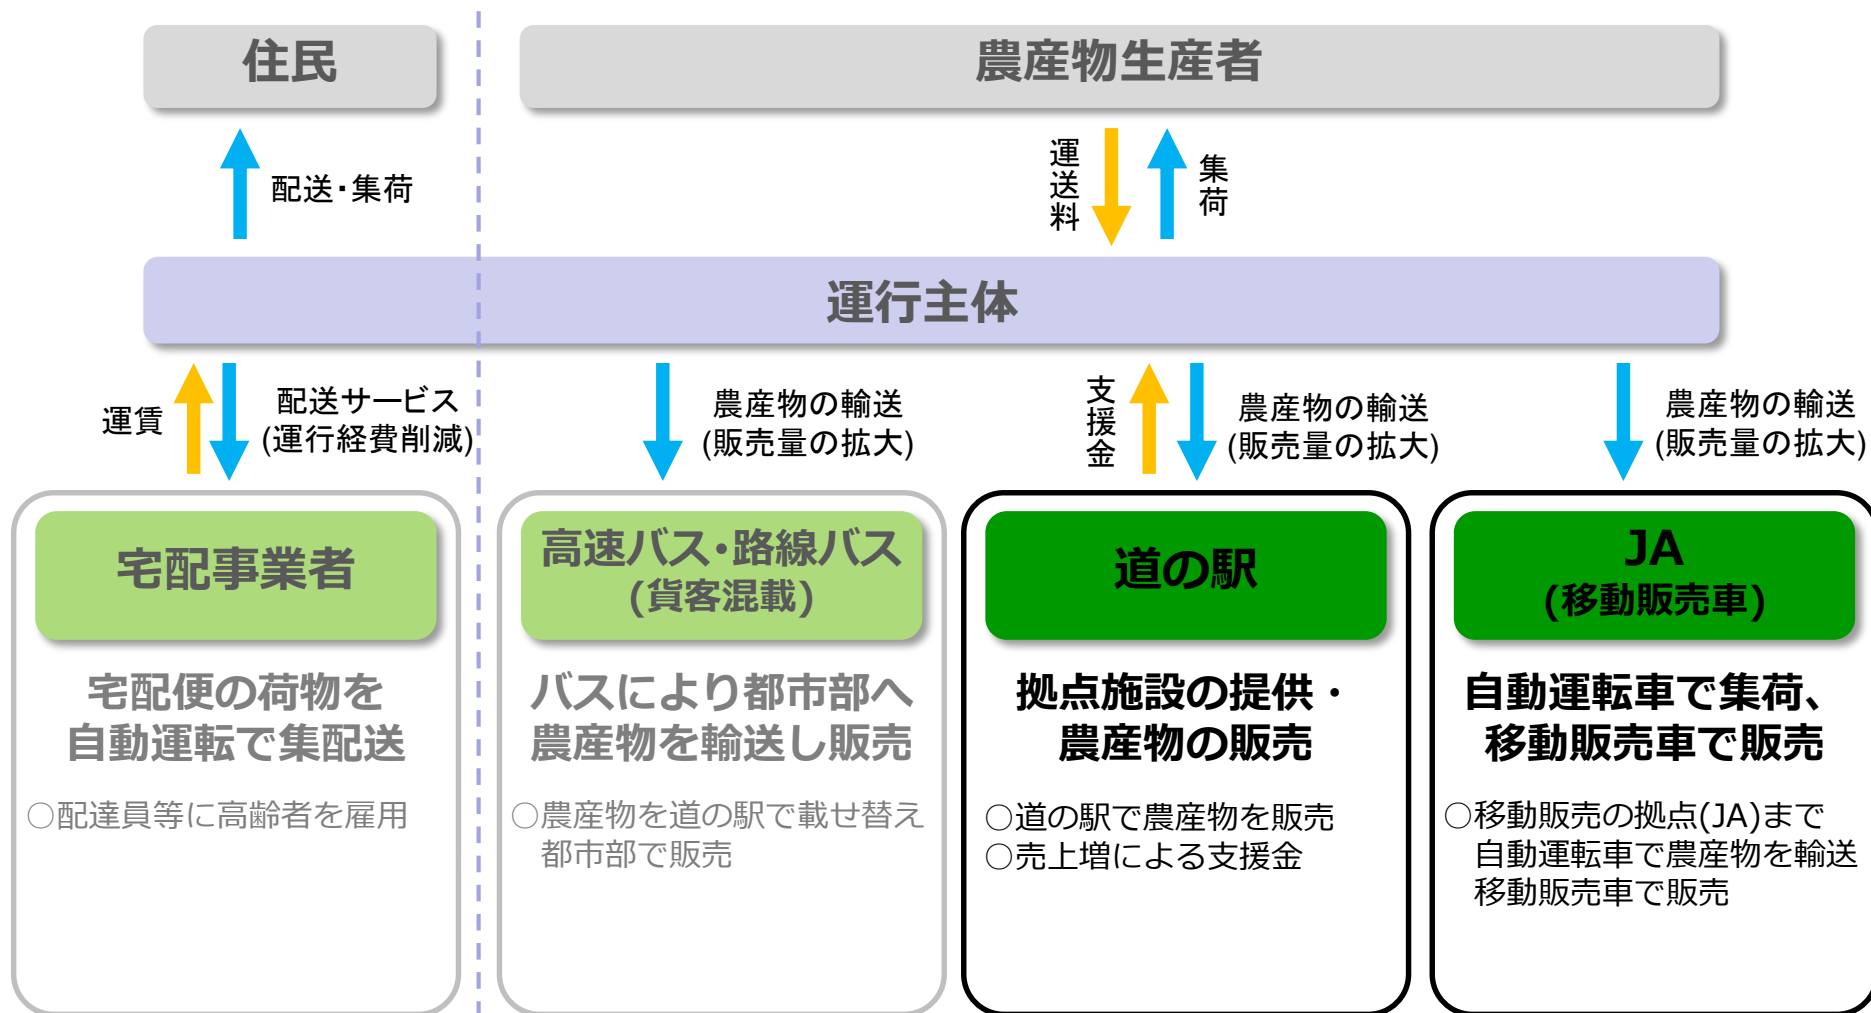 住民
農産物生産者
配送・集荷
運送料
集荷
運行主体
運賃
配送サービス
(運行経費削減)
農産物の輸送
(販売量の拡大)
支援金
農産物の輸送
(販売量の拡大)
農産物の輸送
(販売量の拡大)
宅配事業者
宅配便の荷物を
自動運転で集配送
○配達員等に高齢者を雇用
高速バス・路線バス
(貨客混載)
バスにより都市部へ
農産物を輸送し販売
○農産物を道の駅で載せ替え
都市部で販売
道の駅
拠点施設の提供・
農産物の販売
○道の駅で農産物を販売
○売上増による支援金
JA
(移動販売車)
自動運転車で集荷、
移動販売車で販売
○移動販売の拠点(JA)まで
自動運転車で農産物を輸送
移動販売車で販売